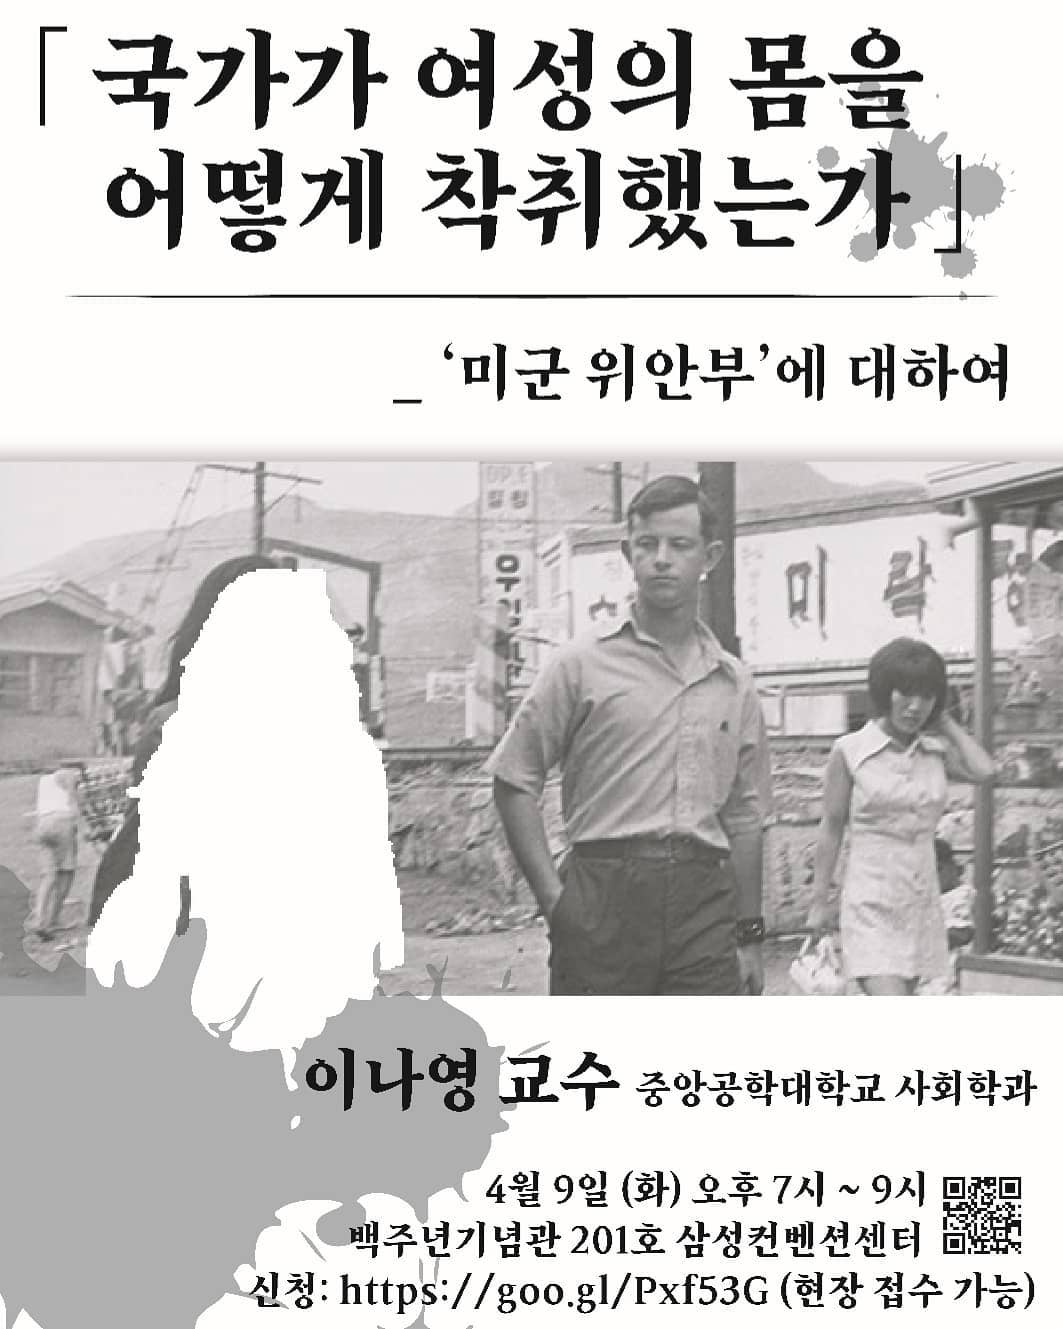 「국가가 여성의 몸을
어떻게 착취했는가」
_ ‘미군 위안부’에 대하여
이나영 교수 중앙공학대학교 사회학과
4월 9일 (화) 오후 7시 ~ 9시
백주년기념관 201호 삼성컨벤션센터
신청: https://goo.gl/Pxf53G (현장 접수 가능)